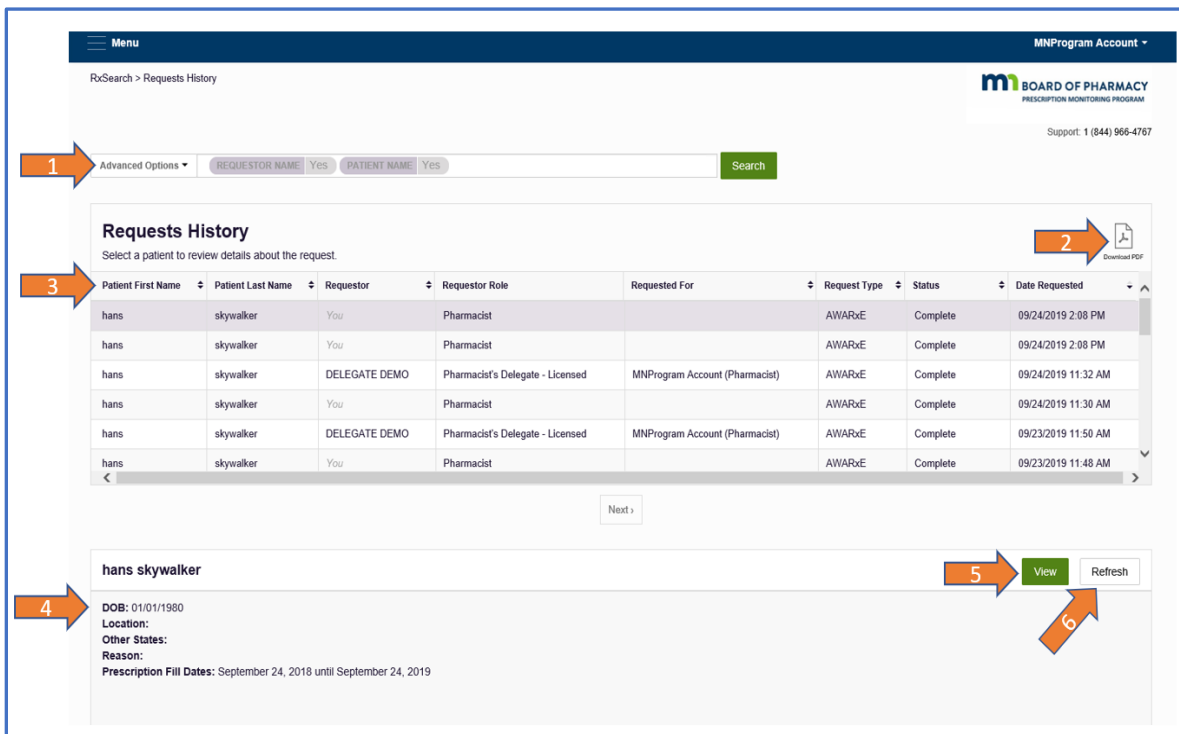 Menu MNProgram Account
RxSearch > Requests History
mn BOARD OF PHARMACY
PRESCRIPTION MONITORING PROGRAM
Support: 1 (844) 966-4767
1 Advanced Options REQUESTOR NAME Yes PATIENT NAME Yes Search
Requests History
Select a patient to review details about the request.
2 Download PDF
3 Patient First Name Patient Last Name Requestor Requestor Role Requested For Request Type Status Date Requested
hans skywalker You Pharmacist AWARxE Complete 09/24/2019 2:08 PM
hans skywalker You Pharmacist AWARxE Complete 09/24/2019 2:08 PM
hans skywalker DELEGATE DEMO Pharmacist's Delegate - Licensed MNProgram Account (Pharmacist) AWARxE Complete 09/24/2019 11:32 AM
hans skywalker You Pharmacist AWARxE Complete 09/24/2019 11:30 AM
hans skywalker DELEGATE DEMO Pharmacist's Delegate - Licensed MNProgram Account (Pharmacist) AWARxE Complete 09/23/2019 11:50 AM
hans skywalker You Pharmacist AWARxE Complete 09/23/2019 11:48 AM
Next ›
hans skywalker 5 View Refresh
4 DOB: 01/01/1980
6
Location:
Other States:
Reason:
Prescription Fill Dates: September 24, 2018 until September 24, 2019